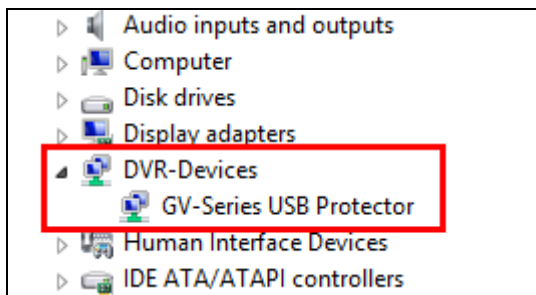 Audio inputs and outputs
Computer
Disk drives
Display adapters
DVR-Devices
GV-Series USB Protector
Human Interface Devices
IDE ATA/ATAPI controllers